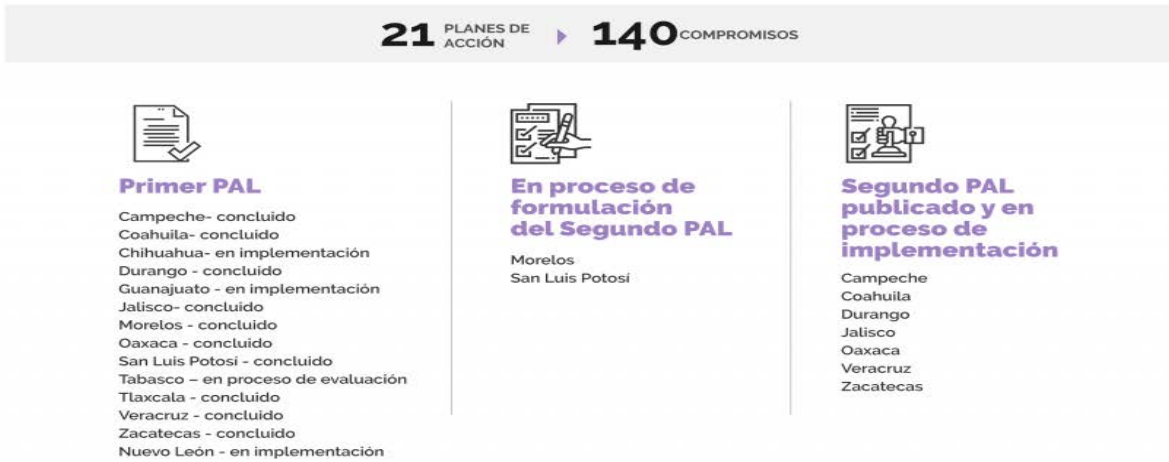 21 PLANES DE ACCIÓN 140 COMPROMISOS
Primer PAL
Campeche- concluido
Coahuila- concluido
Chihuahua- en implementación
Durango - concluido
Guanajuato - en implementación
Jalisco- concluido
Morelos - concluido
Oaxaca - concluido
San Luis Potosí - concluido
Tabasco – en proceso de evaluación
Tlaxcala - concluido
Veracruz - concluido
Zacatecas - concluido
Nuevo León - en implementación
En proceso de
formulación
del Segundo PAL
Morelos
San Luis Potosí
Segundo PAL
publicado y en
proceso de
implementación
Campeche
Coahuila
Durango
Jalisco
Oaxaca
Veracruz
Zacatecas